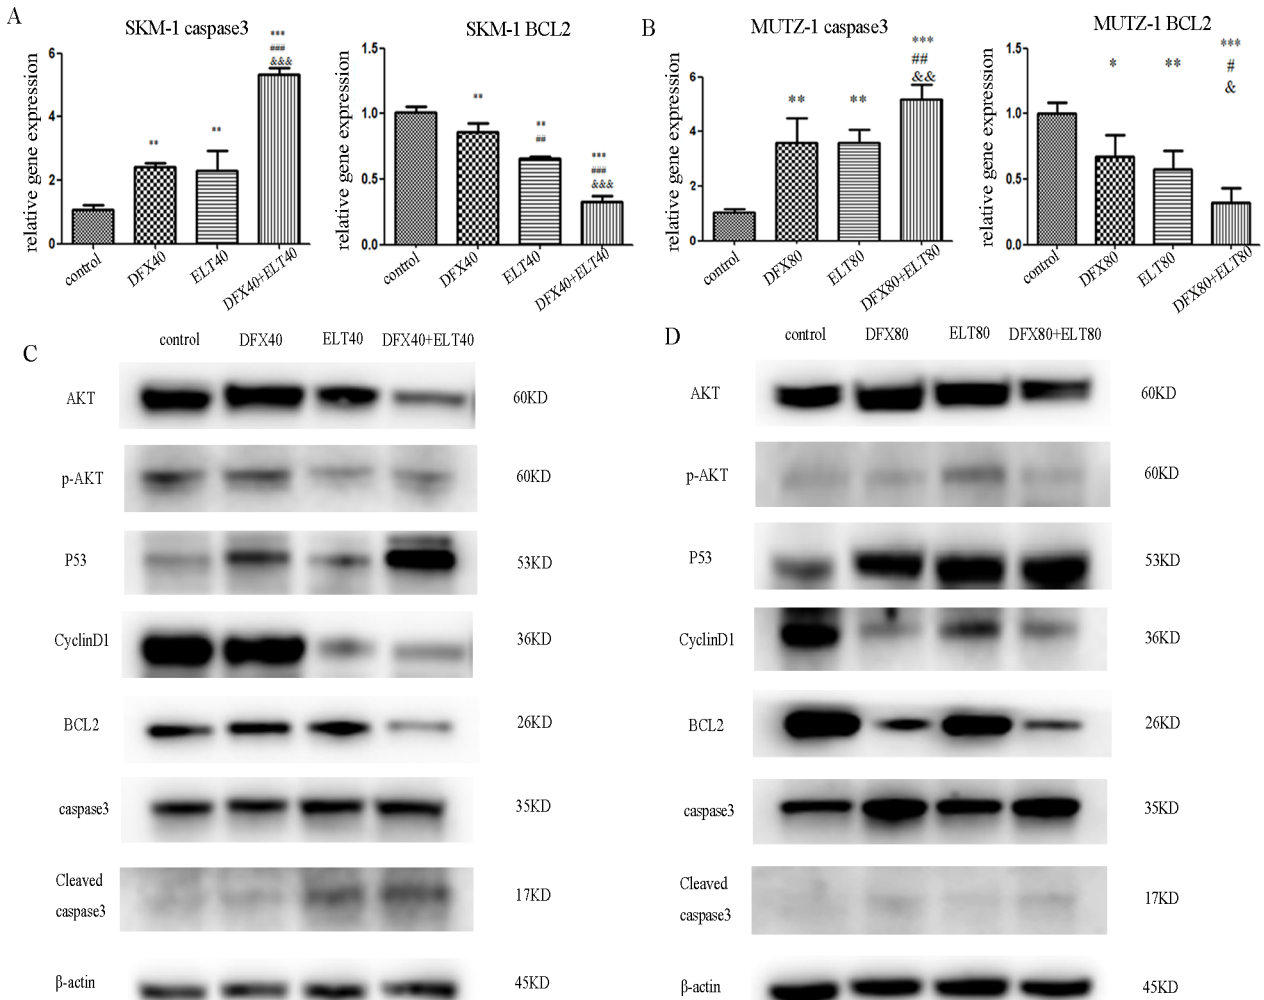 A
SKM-1 caspase3
relative gene expression
6
4
2
0
***
###
&&&
**
**
control
DFX40
ELT40
DFX40+ELT40
SKM-1 BCL2
relative gene expression
1.5
1.0
0.5
0.0
**
**
##
***
###
&&&
control
DFX40
ELT40
DFX40+ELT40
B
MUTZ-1 caspase3
relative gene expression
6
4
2
0
**
**
***
##
&&
control
DFX80
ELT80
DFX80+ELT80
MUTZ-1 BCL2
relative gene expression
1.5
1.0
0.5
0.0
*
**
***
#
&
control
DFX80
ELT80
DFX80+ELT80
C
control DFX40 ELT40 DFX40+ELT40
AKT 60KD
p-AKT 60KD
P53 53KD
CyclinD1 36KD
BCL2 26KD
caspase3 35KD
Cleaved
caspase3 17KD
β-actin 45KD
D
control DFX80 ELT80 DFX80+ELT80
AKT 60KD
p-AKT 60KD
P53 53KD
CyclinD1 36KD
BCL2 26KD
caspase3 35KD
Cleaved
caspase3 17KD
β-actin 45KD